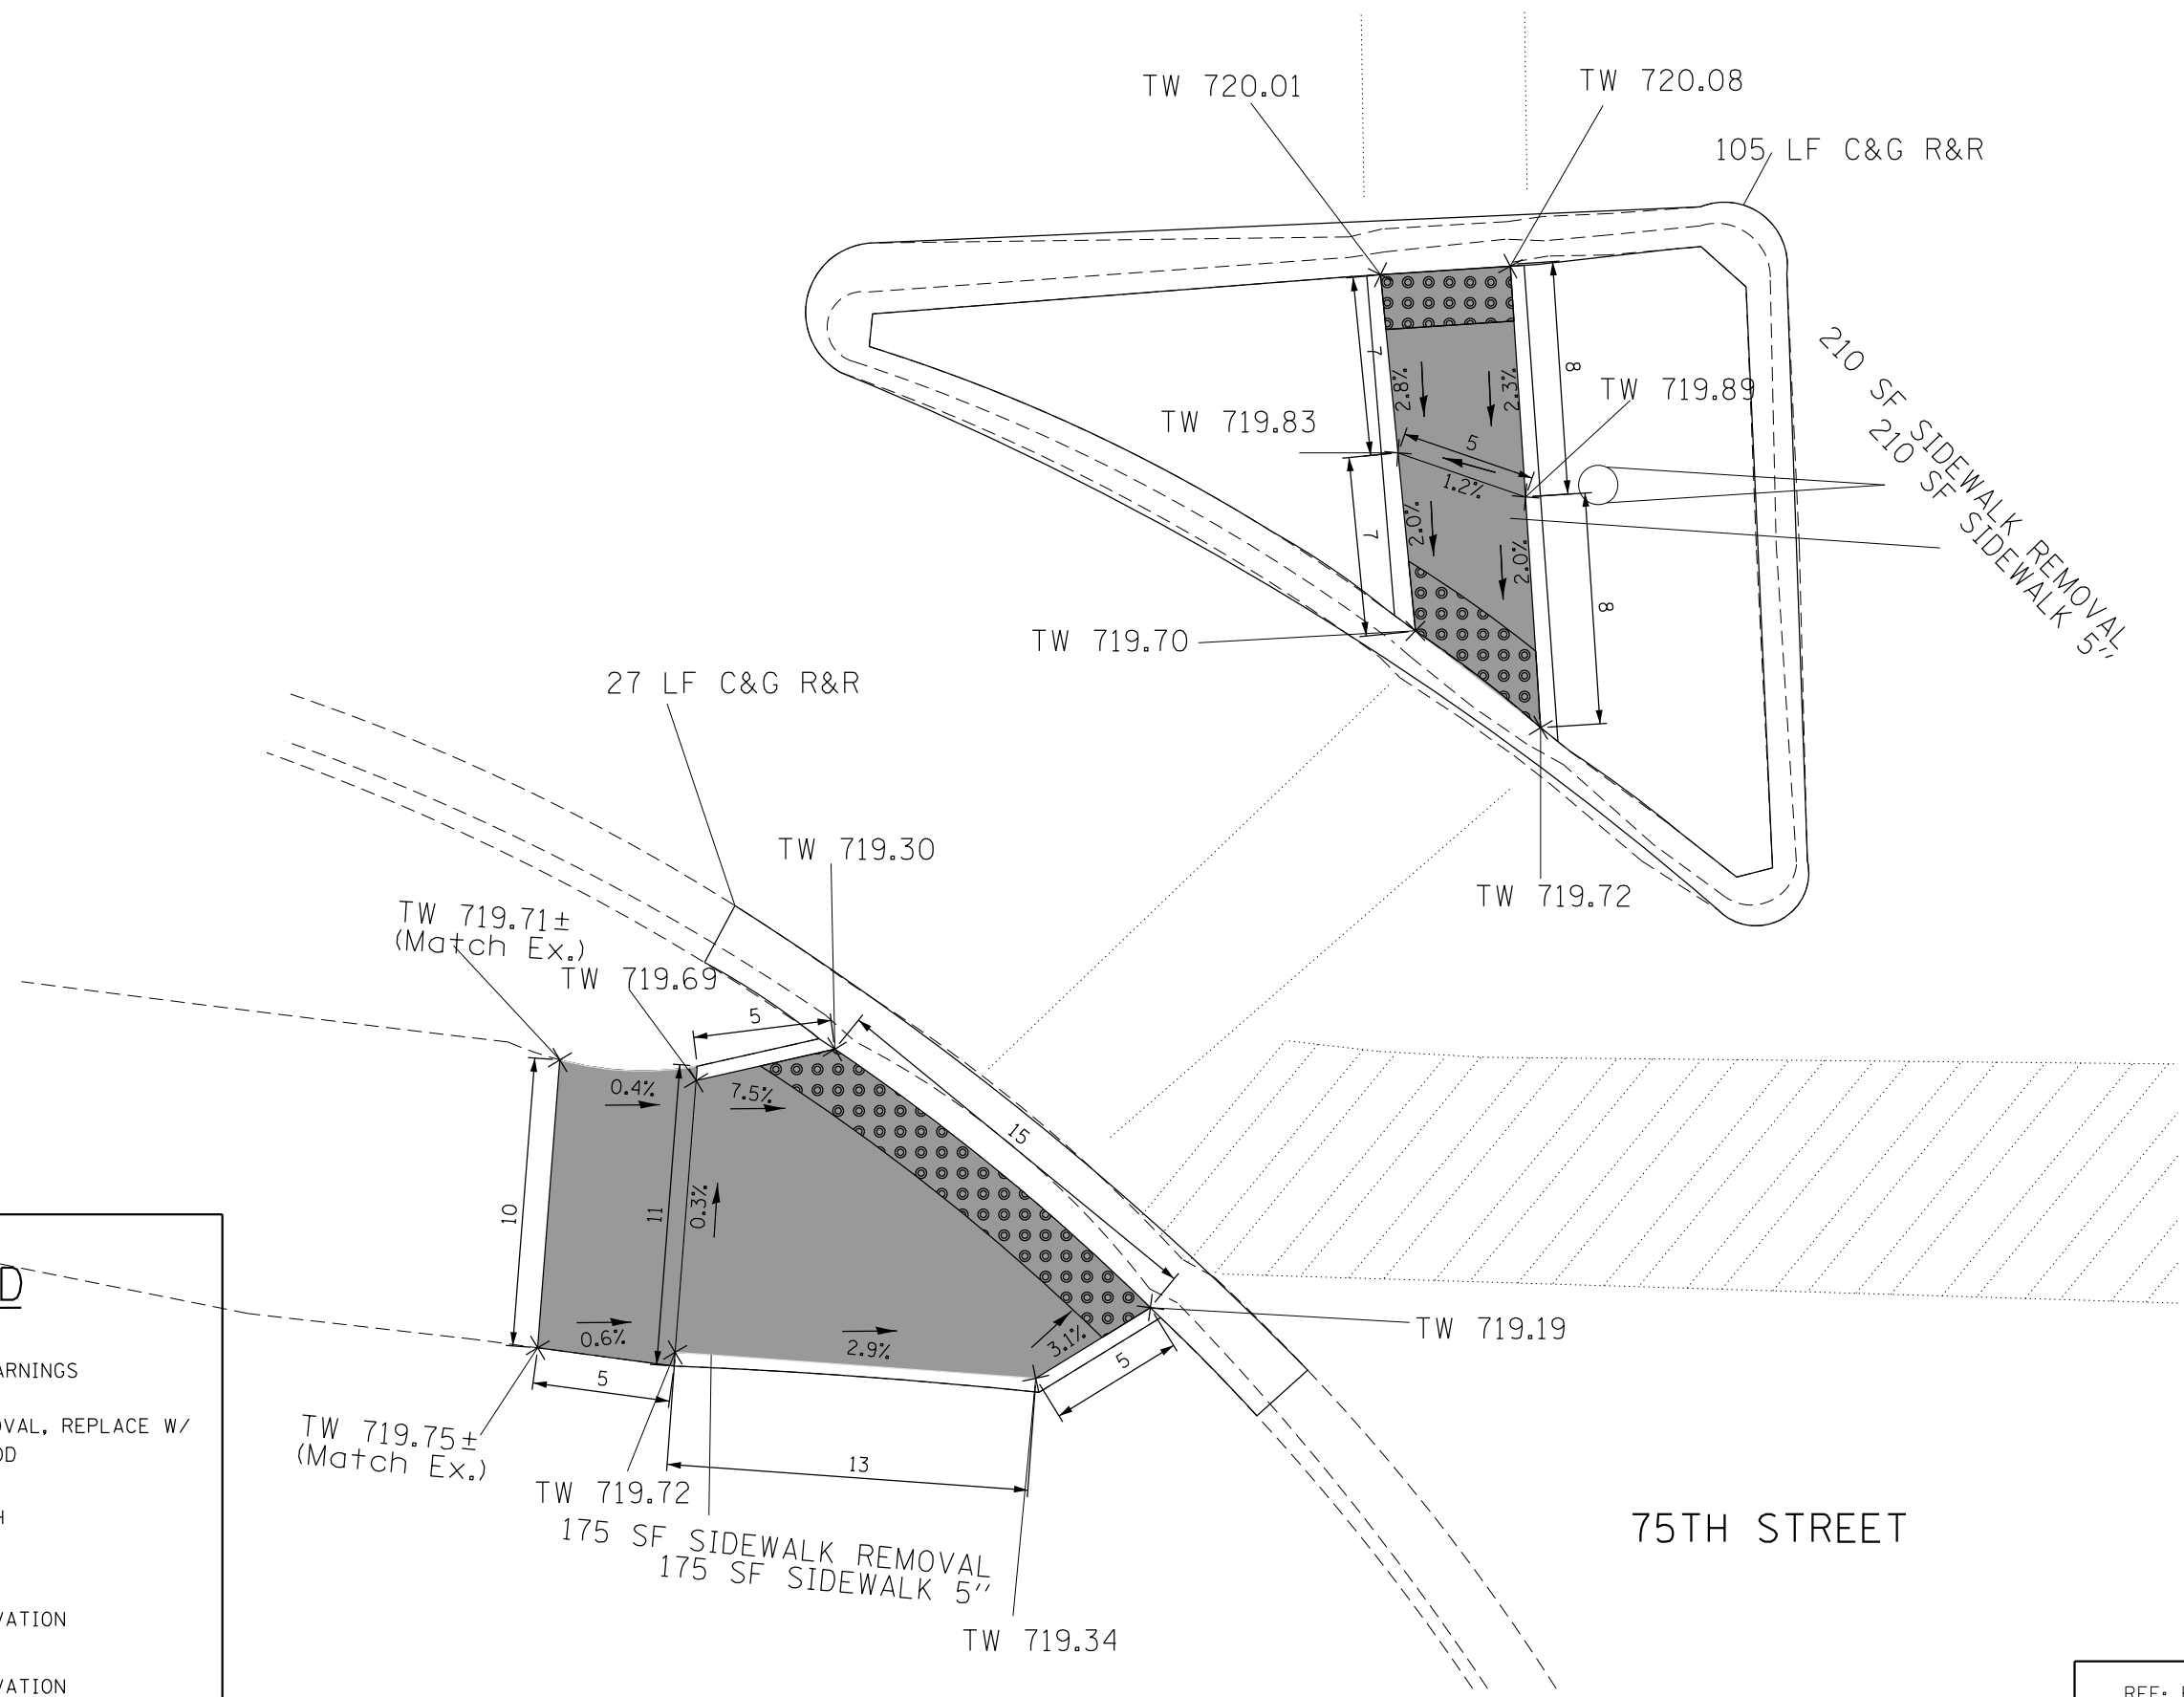 TW 720.01
TW 720.08
105 LF C&G R&R
210 SF SIDEWALK REMOVAL
210 SF SIDEWALK 5"
7
8
2.8%
2.3%
TW 719.89
TW 719.83
5
1.2%
7
2.0%
2.0%
8
TW 719.70
27 LF C&G R&R
TW 719.30
TW 719.72
TW 719.71±
(Match Ex.)
TW 719.69
5
0.4%
7.5%
15
10
11
0.3%
0.6%
2.9%
3.1%
5
5
TW 719.19
TW 719.75±
(Match Ex.)
13
TW 719.72
175 SF SIDEWALK REMOVAL
175 SF SIDEWALK 5"
TW 719.34
75TH STREET
D
ARNINGS
OVAL, REPLACE W/
OD
H
VATION
VATION
REF: